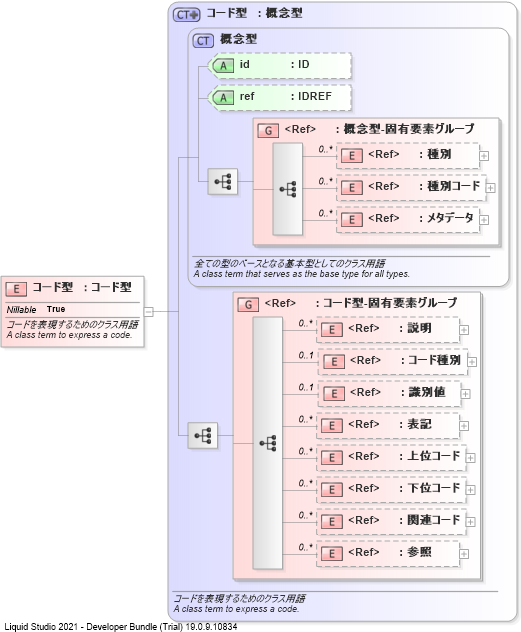 CT コード型 : 概念型
CT 概念型
A id : ID
A ref : IDREF
G <Ref> : 概念型-固有要素グループ
0..* E <Ref> : 種別
0..* E <Ref> : 種別コード
0..* E <Ref> : メタデータ
全ての型のベースとなる基本型としてのクラス用語
A class term that serves as the base type for all types.
E コード型 : コード型
Nillable True
コードを表現するためのクラス用語
A class term to express a code.
G <Ref> : コード型-固有要素グループ
0..* E <Ref> : 説明
0..1 E <Ref> : コード種別
0..1 E <Ref> : 識別値
0..* E <Ref> : 表記
0..* E <Ref> : 上位コード
0..* E <Ref> : 下位コード
0..* E <Ref> : 関連コード
0..* E <Ref> : 参照
コードを表現するためのクラス用語
A class term to express a code.
Liquid Studio 2021 - Developer Bundle (Trial) 19.0.9.10834